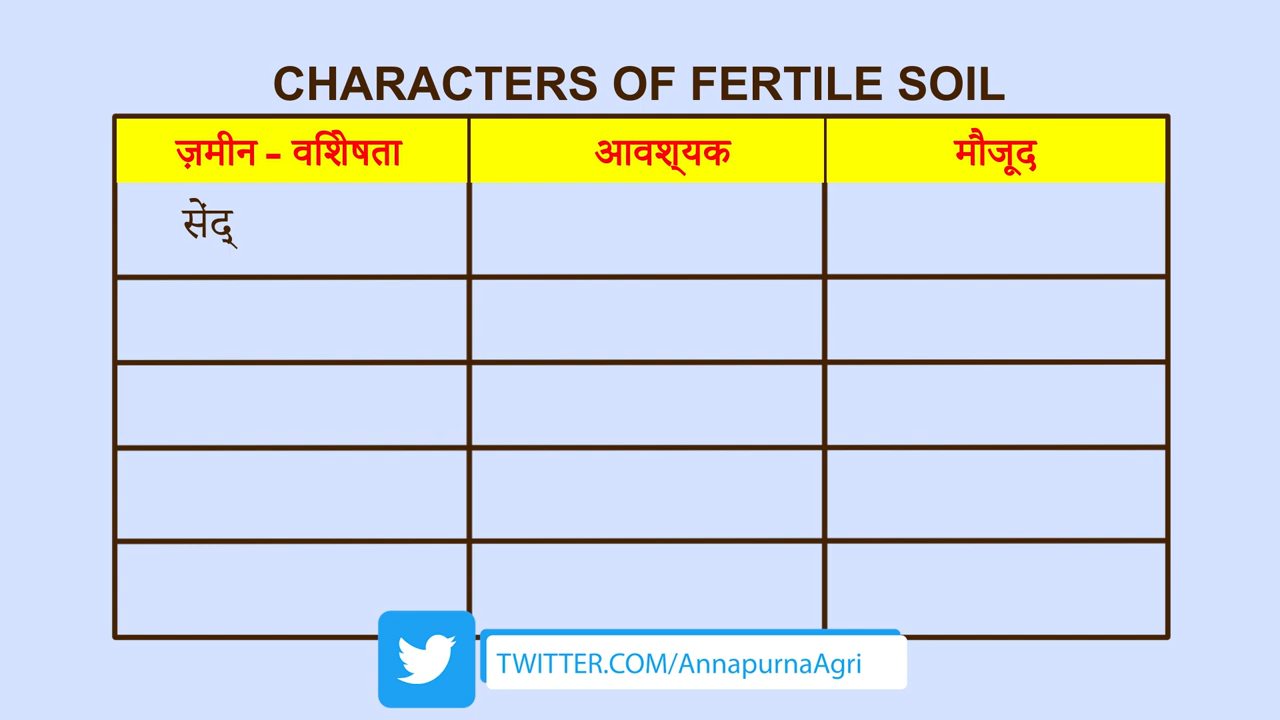 CHARACTERS OF FERTILE SOIL
ज़मीन - वशेिषता आवश्यक मौजूद
सेंद्
TWITTER.COM/AnnapurnaAgri